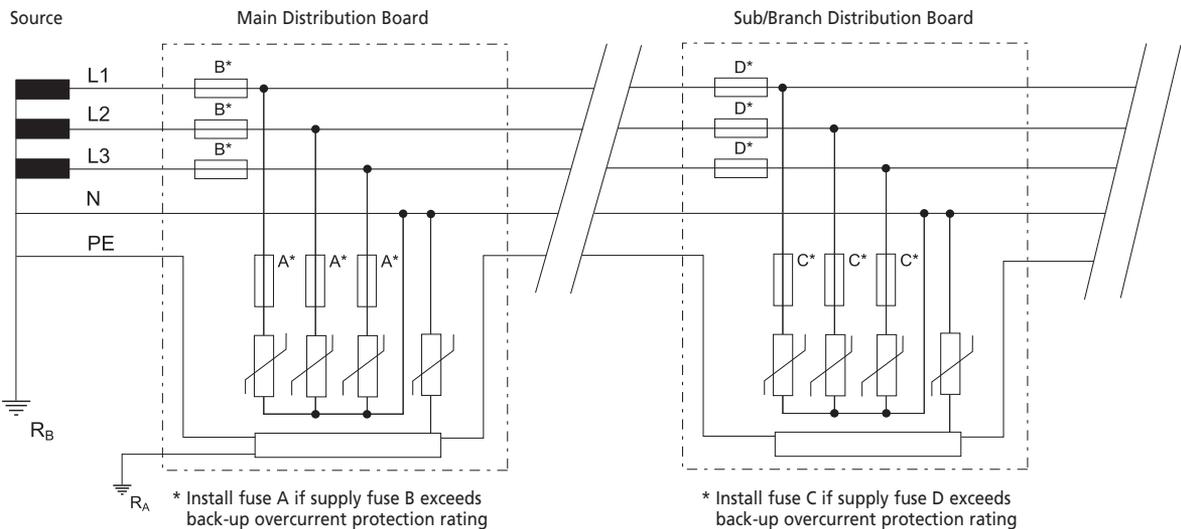 Source
Main Distribution Board
Sub/Branch Distribution Board
L1
B*
D*
L2
B*
D*
L3
B*
D*
N
PE
A*
A*
A*
C*
C*
C*
RB
RA
* Install fuse A if supply fuse B exceeds
back-up overcurrent protection rating
* Install fuse C if supply fuse D exceeds
back-up overcurrent protection rating